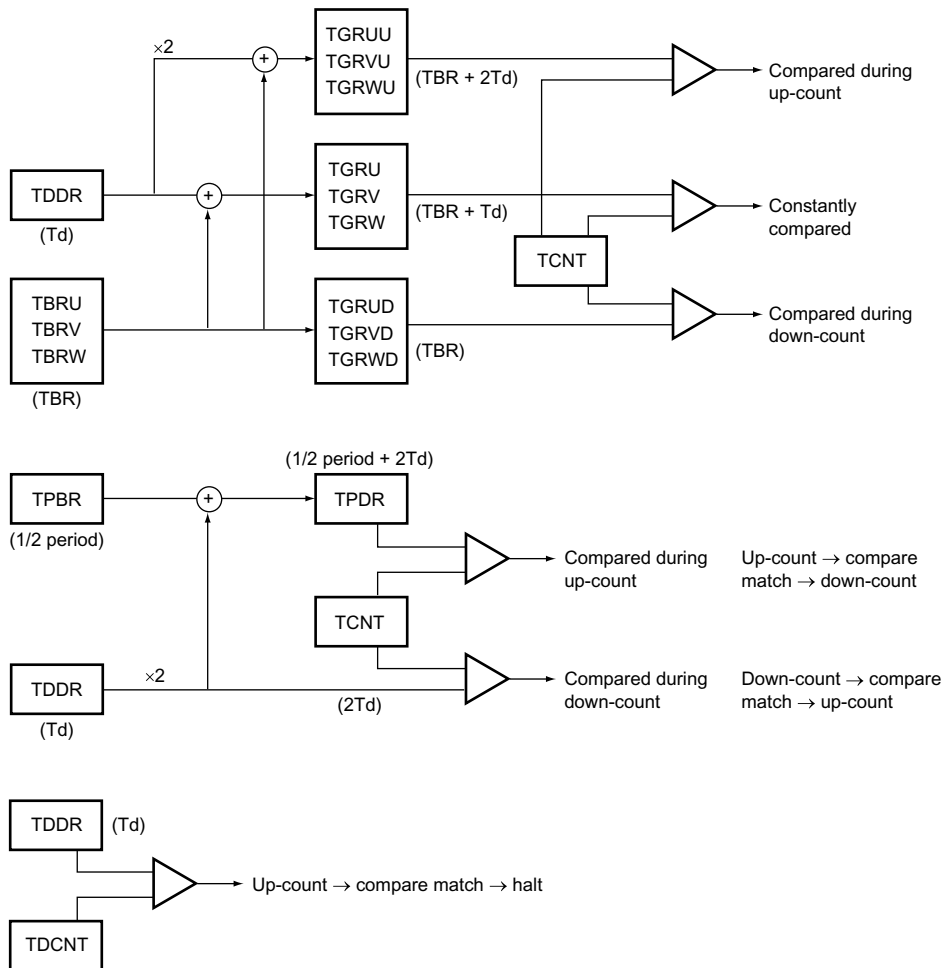 ×2
TGRUU
TGRVU
TGRWU
(TBR + 2Td)
Compared during
up-count
TDDR
(Td)
TGRU
TGRV
TGRW
(TBR + Td)
Constantly
compared
TCNT
TBRU
TBRV
TBRW
(TBR)
TGRUD
TGRVD
TGRWD
(TBR)
Compared during
down-count
(1/2 period + 2Td)
TPBR
(1/2 period)
TPDR
Compared during
up-count
Up-count → compare
match → down-count
TCNT
TDDR
(Td)
×2
(2Td)
Compared during
down-count
Down-count → compare
match → up-count
TDDR
(Td)
Up-count → compare match → halt
TDCNT